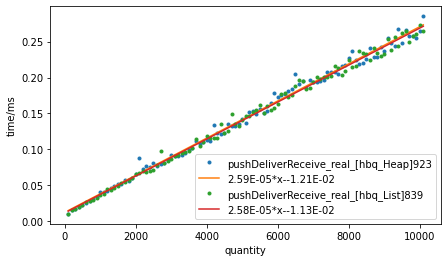 0.25
0.20
0.15
0.10
0.05
0.00
time/ms
0
2000
4000
6000
8000
10000
quantity
pushDeliverReceive_real_[hbq_Heap]923
2.59E-05*x--1.21E-02
pushDeliverReceive_real_[hbq_List]839
2.58E-05*x--1.13E-02